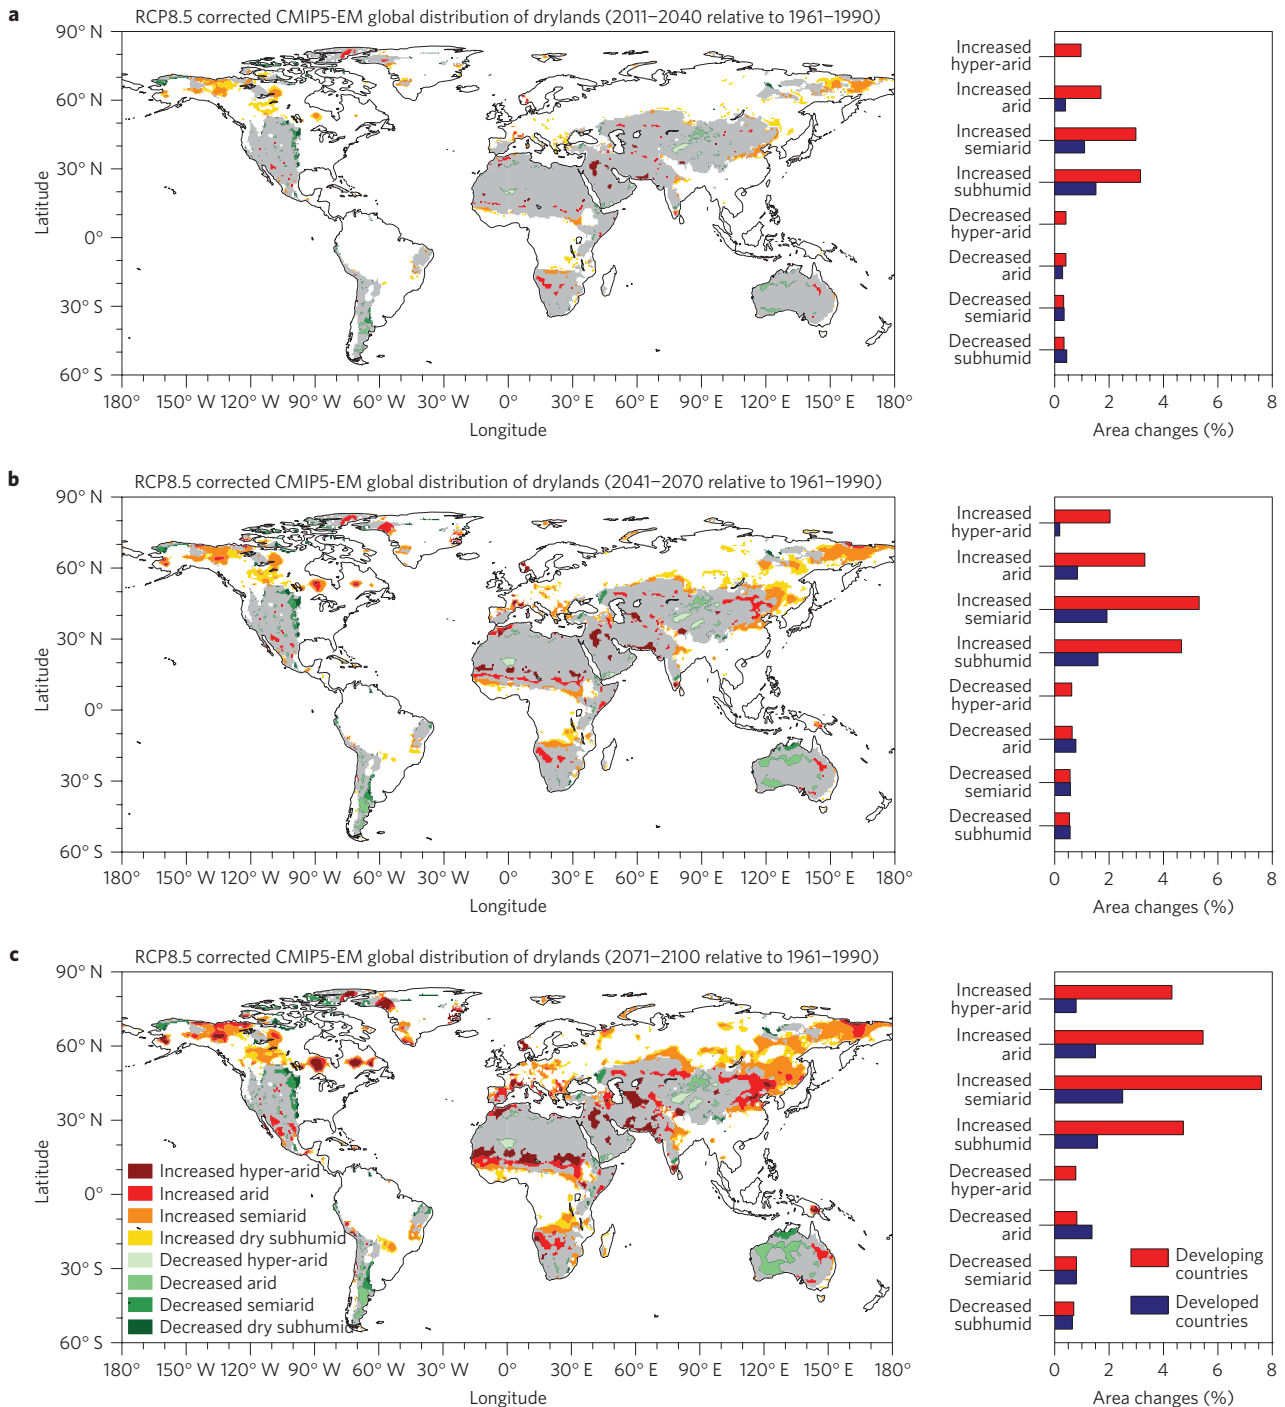 a
RCP8.5 corrected CMIP5-EM global distribution of drylands (2011–2040 relative to 1961–1990)
90° N
60° N
30° N
0°
30° S
60° S
Latitude
180° 150° W 120° W 90° W 60° W 30° W 0° 30° E 60° E 90° E 120° E 150° E 180°
Longitude
Increased
hyper-arid
Increased
arid
Increased
semiarid
Increased
subhumid
Decreased
hyper-arid
Decreased
arid
Decreased
semiarid
Decreased
subhumid
0 2 4 6 8
Area changes (%)
b
RCP8.5 corrected CMIP5-EM global distribution of drylands (2041–2070 relative to 1961–1990)
90° N
60° N
30° N
0°
30° S
60° S
Latitude
180° 150° W 120° W 90° W 60° W 30° W 0° 30° E 60° E 90° E 120° E 150° E 180°
Longitude
Increased
hyper-arid
Increased
arid
Increased
semiarid
Increased
subhumid
Decreased
hyper-arid
Decreased
arid
Decreased
semiarid
Decreased
subhumid
0 2 4 6 8
Area changes (%)
c
RCP8.5 corrected CMIP5-EM global distribution of drylands (2071–2100 relative to 1961–1990)
90° N
60° N
30° N
0°
30° S
60° S
Latitude
Increased hyper-arid
Increased arid
Increased semiarid
Increased dry subhumid
Decreased hyper-arid
Decreased arid
Decreased semiarid
Decreased dry subhumid
180° 150° W 120° W 90° W 60° W 30° W 0° 30° E 60° E 90° E 120° E 150° E 180°
Longitude
Increased
hyper-arid
Increased
arid
Increased
semiarid
Increased
subhumid
Decreased
hyper-arid
Decreased
arid
Decreased
semiarid
Decreased
subhumid
Developing
countries
Developed
countries
0 2 4 6 8
Area changes (%)